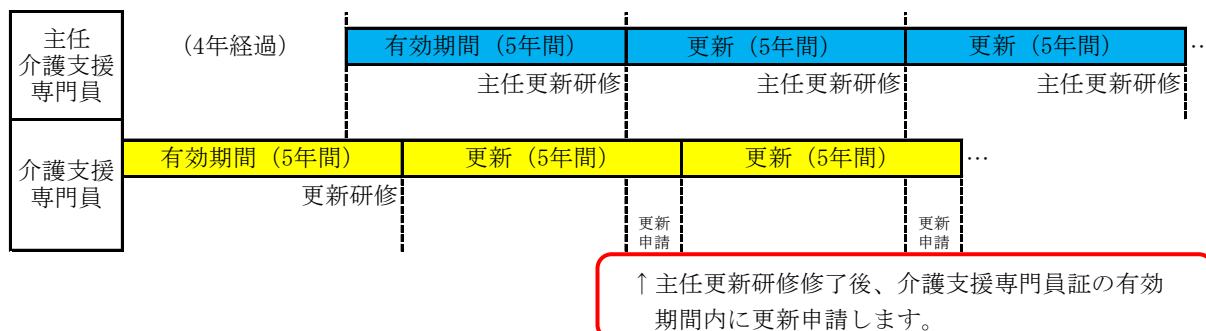 主任
介護支援
専門員
(4年経過)
有効期間 (5年間)
更新 (5年間)
更新 (5年間)
…
主任更新研修
主任更新研修
主任更新研修
介護支援
専門員
有効期間 (5年間)
更新 (5年間)
更新 (5年間)
…
更新研修
更新
申請
更新
申請
↑主任更新研修修了後、介護支援専門員証の有効
期間内に更新申請します。